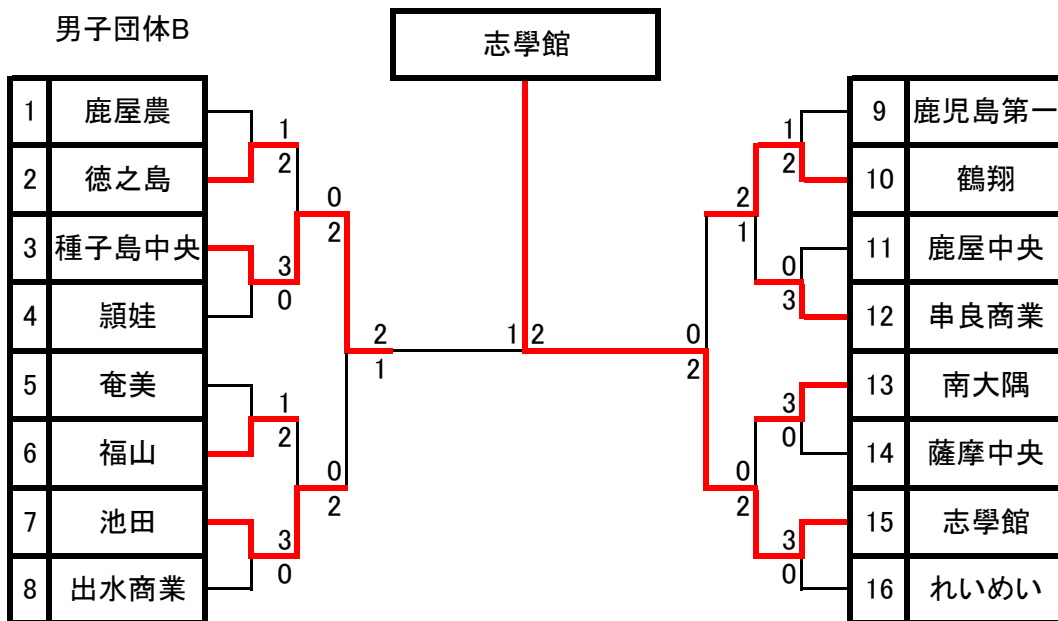 男子団体B
志學館
1 鹿屋農
2 徳之島
3 種子島中央
4 頴娃
5 奄美
6 福山
7 池田
8 出水商業
1
2
3
0
1
2
3
0
0
2
0
2
2
1
1 2
0
2
2
1
0
2
1
2
0
3
3
0
3
0
9 鹿児島第一
10 鶴翔
11 鹿屋中央
12 串良商業
13 南大隅
14 薩摩中央
15 志學館
16 れいめい